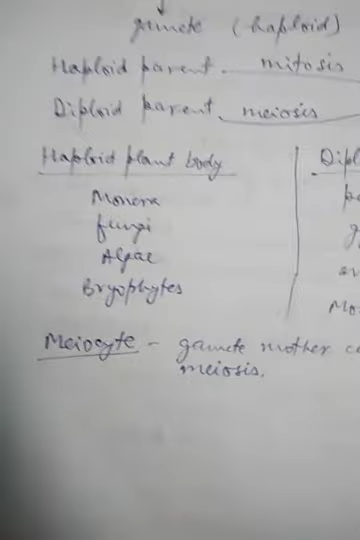 gamete (haploid)
Haploid parent mitosis
Diploid parent meiosis
Haploid plant body
Monera
fungi
Algae
Bryophytes
Meiocyte - gamete mother
meiosis.